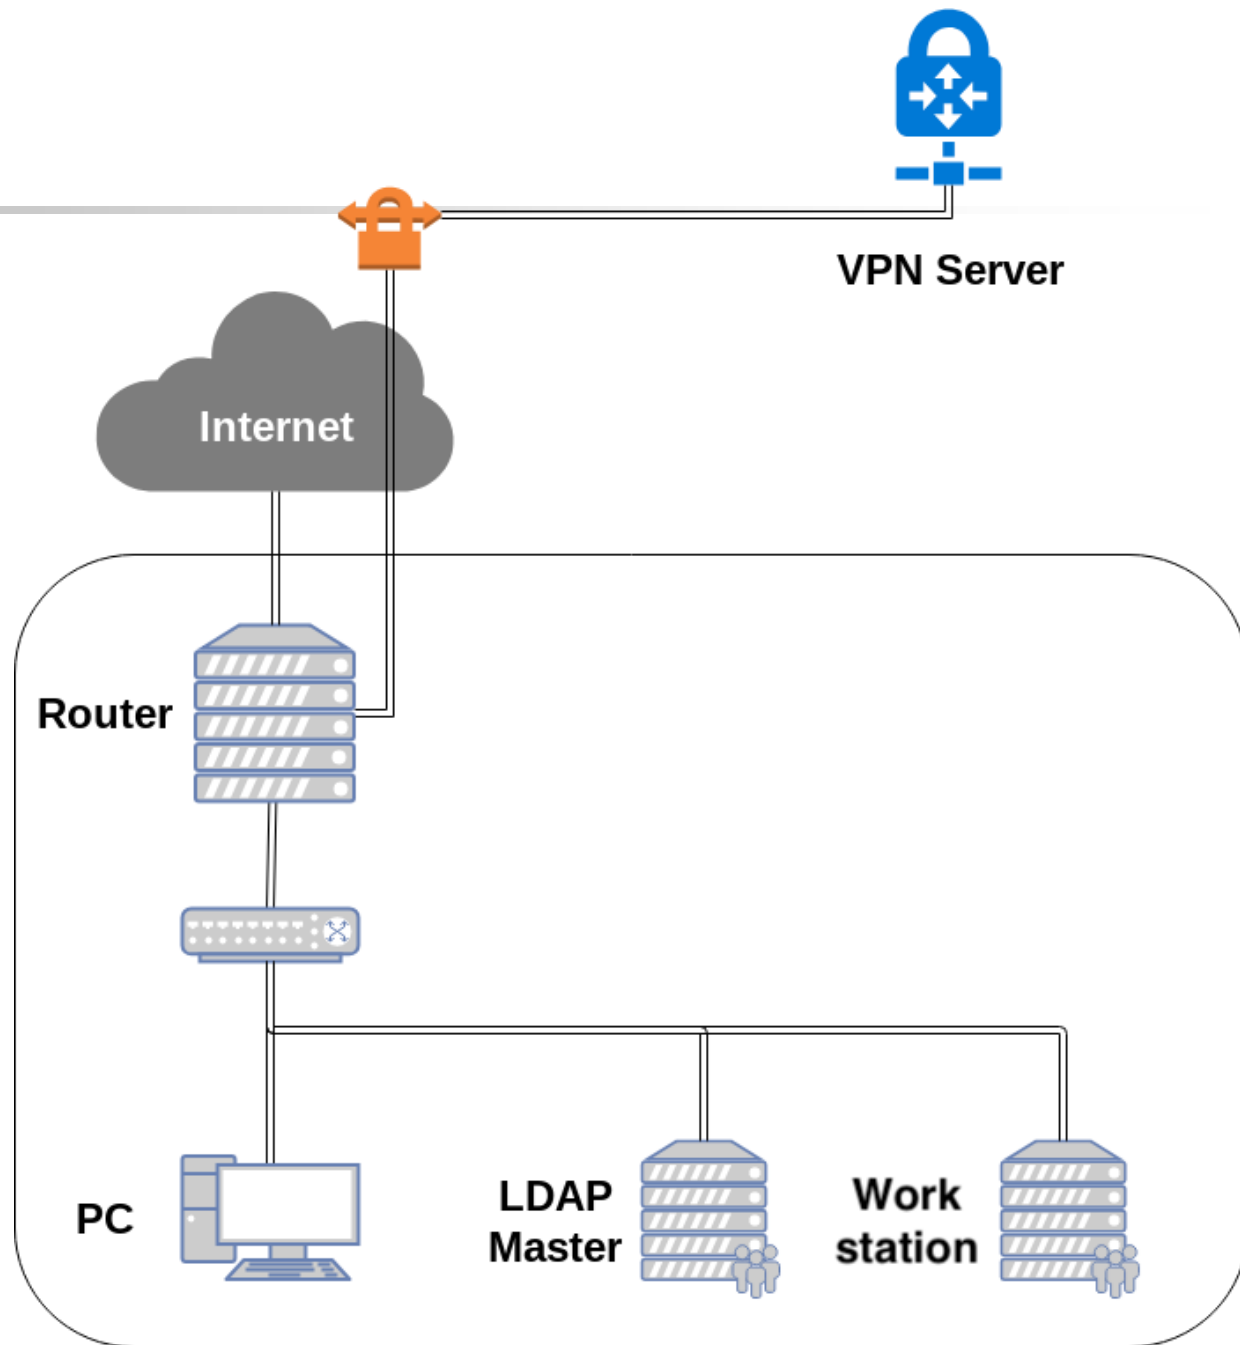 VPN Server
Internet
Router
PC
LDAP
Master
Work
station